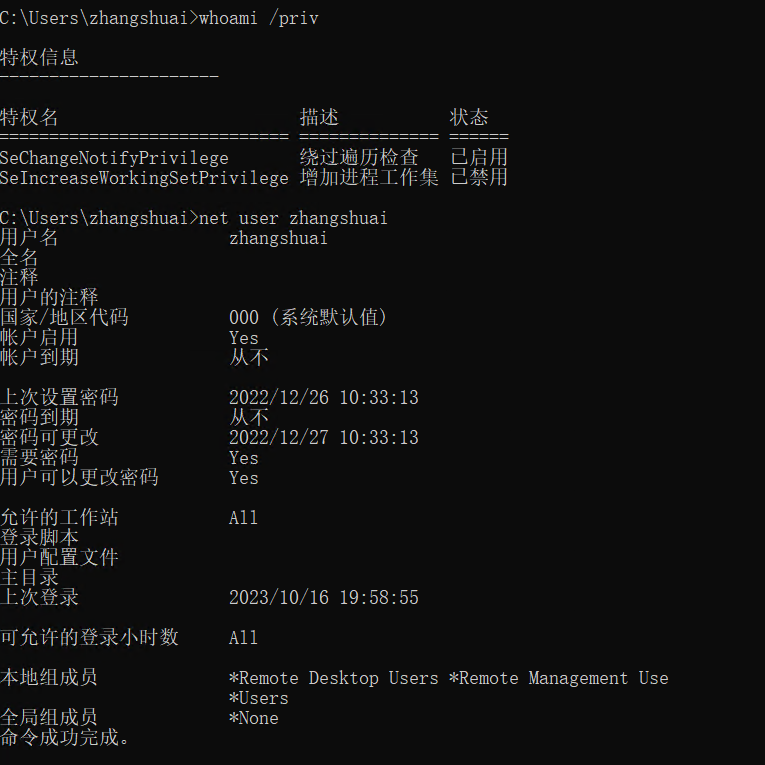 C:\Users\zhangshuai>whoami /priv
特权信息
----------------------
特权名 描述 状态
============================= ============== ======
SeChangeNotifyPrivilege 绕过遍历检查 已启用
SeIncreaseWorkingSetPrivilege 增加进程工作集 已禁用
C:\Users\zhangshuai>net user zhangshuai
用户名 zhangshuai
全名
注释
用户的注释
国家/地区代码 000 (系统默认值)
帐户启用 Yes
帐户到期 从不
上次设置密码 2022/12/26 10:33:13
密码到期 从不
密码可更改 2022/12/27 10:33:13
需要密码 Yes
用户可以更改密码 Yes
允许的工作站 All
登录脚本
用户配置文件
主目录
上次登录 2023/10/16 19:58:55
可允许的登录小时数 All
本地组成员 *Remote Desktop Users *Remote Management Use
*Users
全局组成员 *None
命令成功完成。